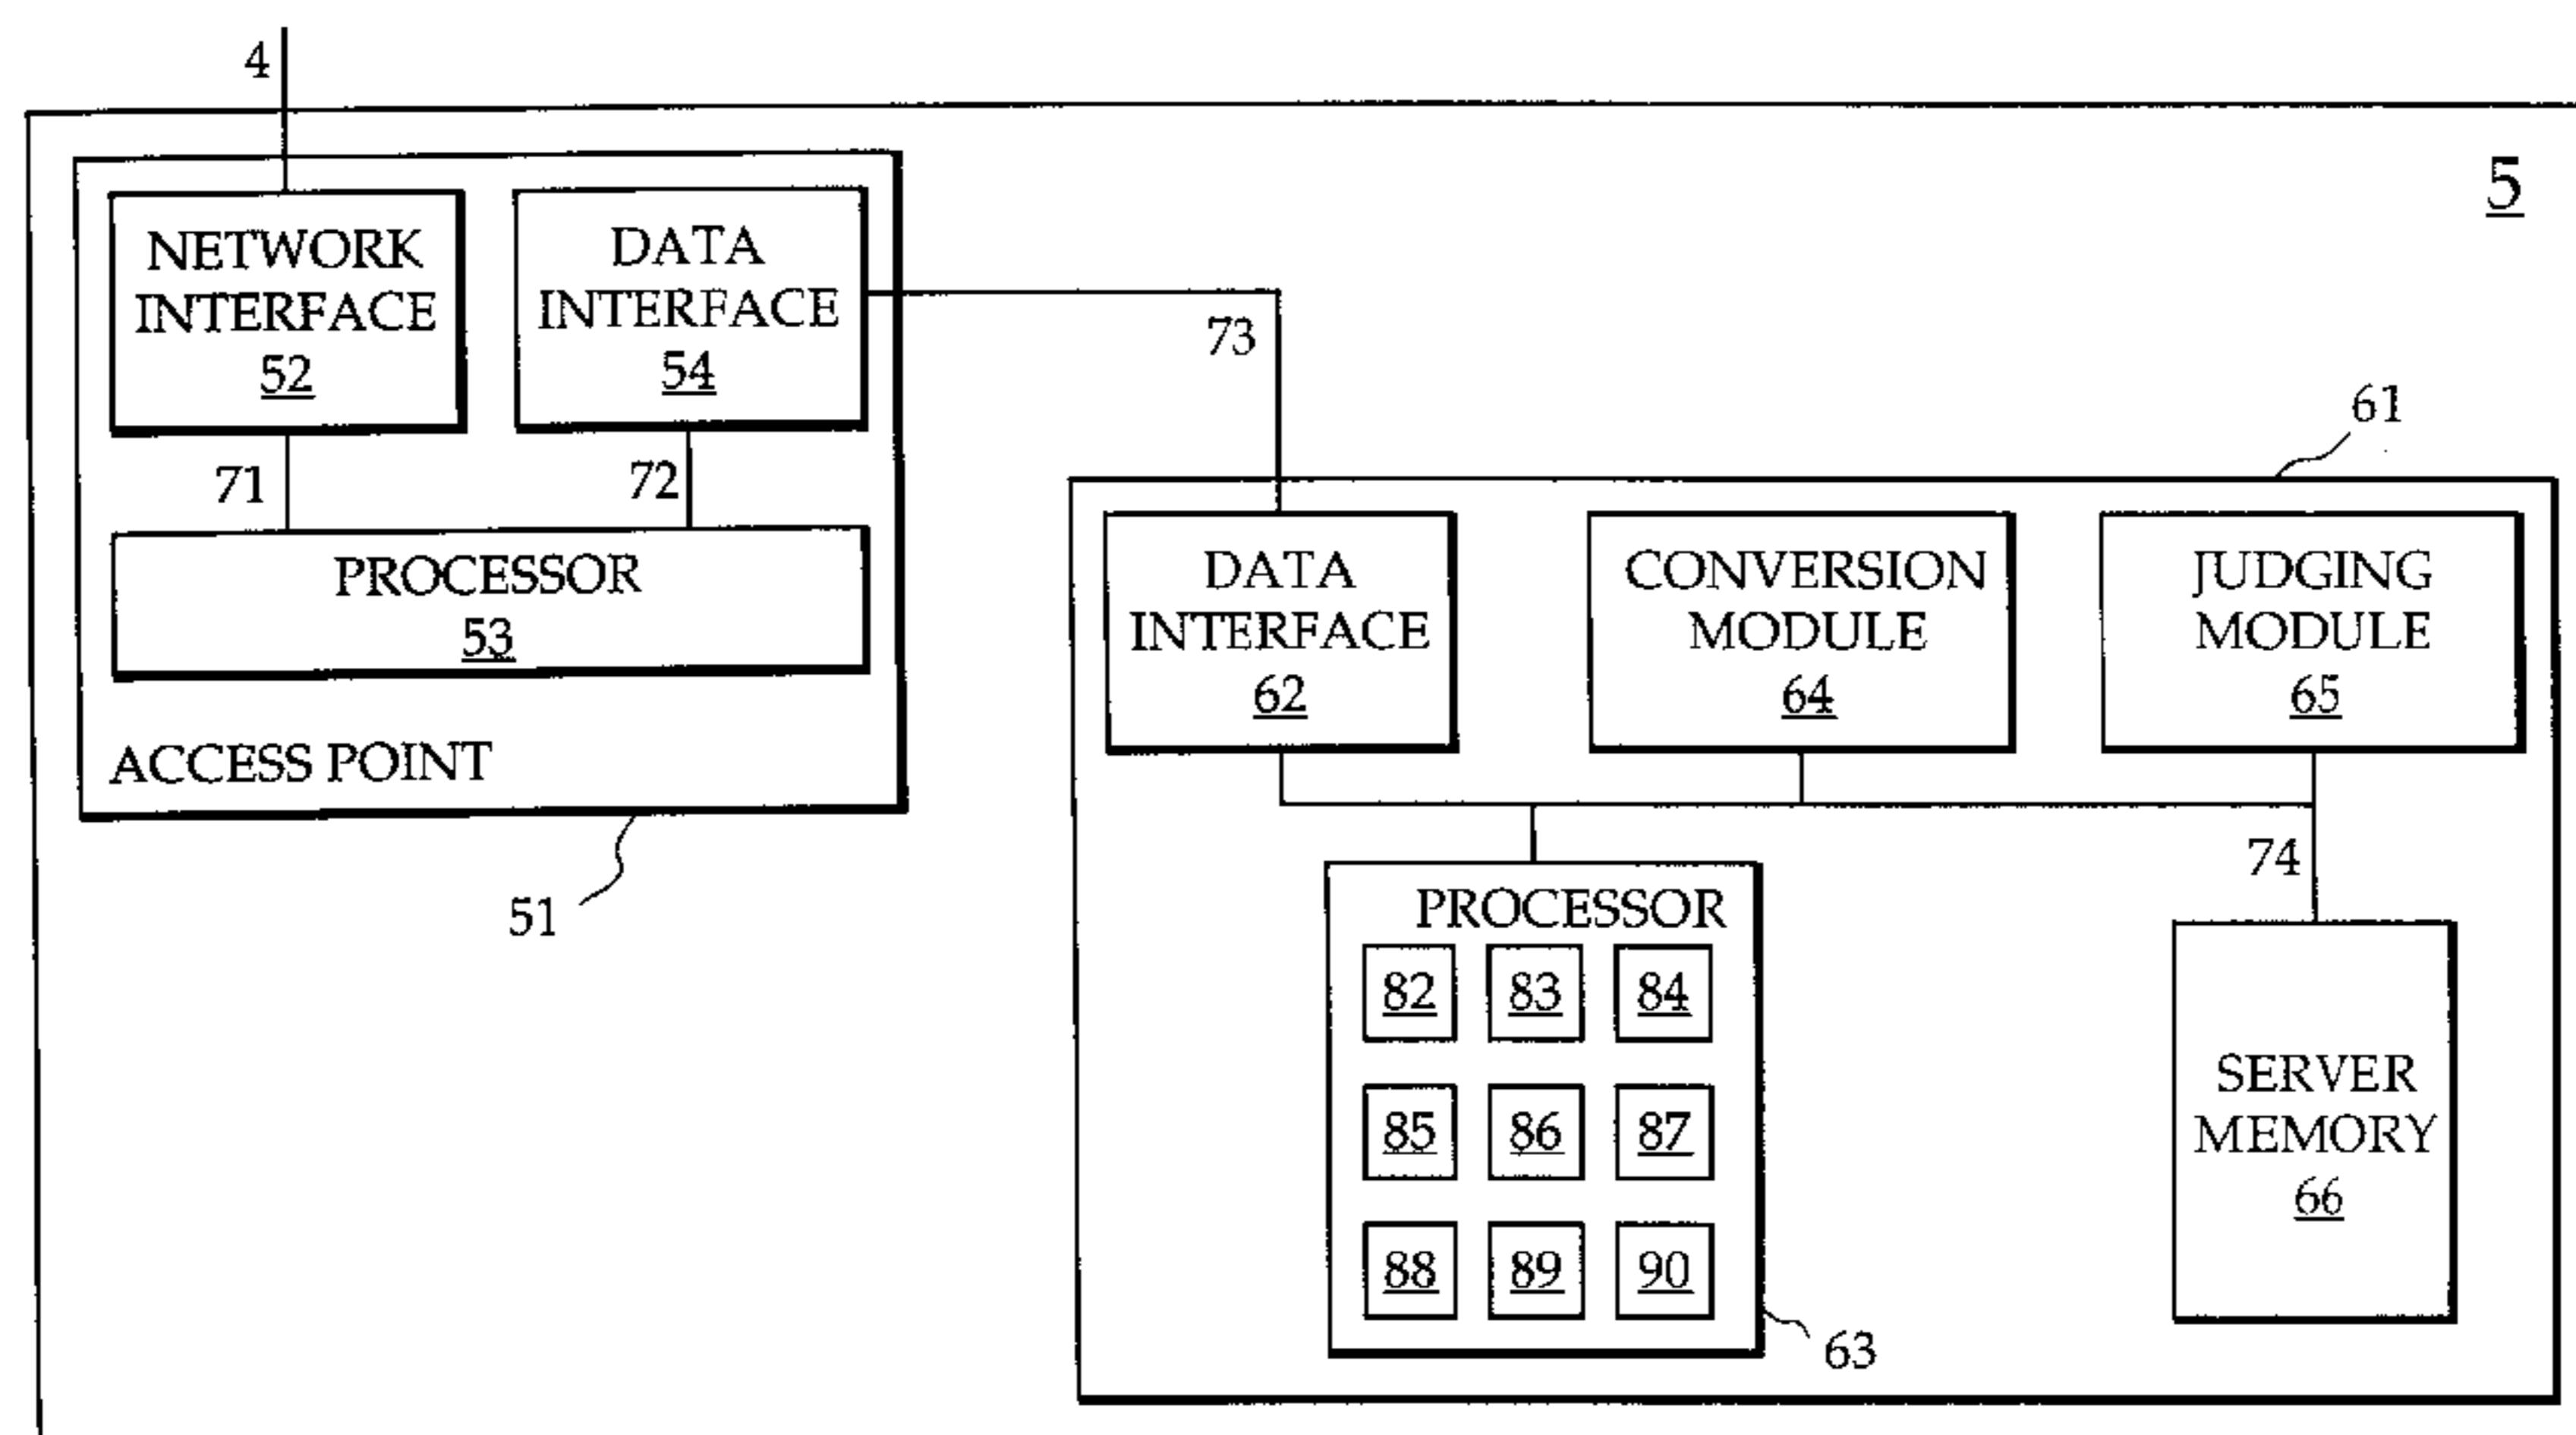 4
5
NETWORK
INTERFACE
52
DATA
INTERFACE
54
73
71
72
PROCESSOR
53
ACCESS POINT
51
61
DATA
INTERFACE
62
CONVERSION
MODULE
64
JUDGING
MODULE
65
74
PROCESSOR
82 83 84
85 86 87
88 89 90
63
SERVER
MEMORY
66